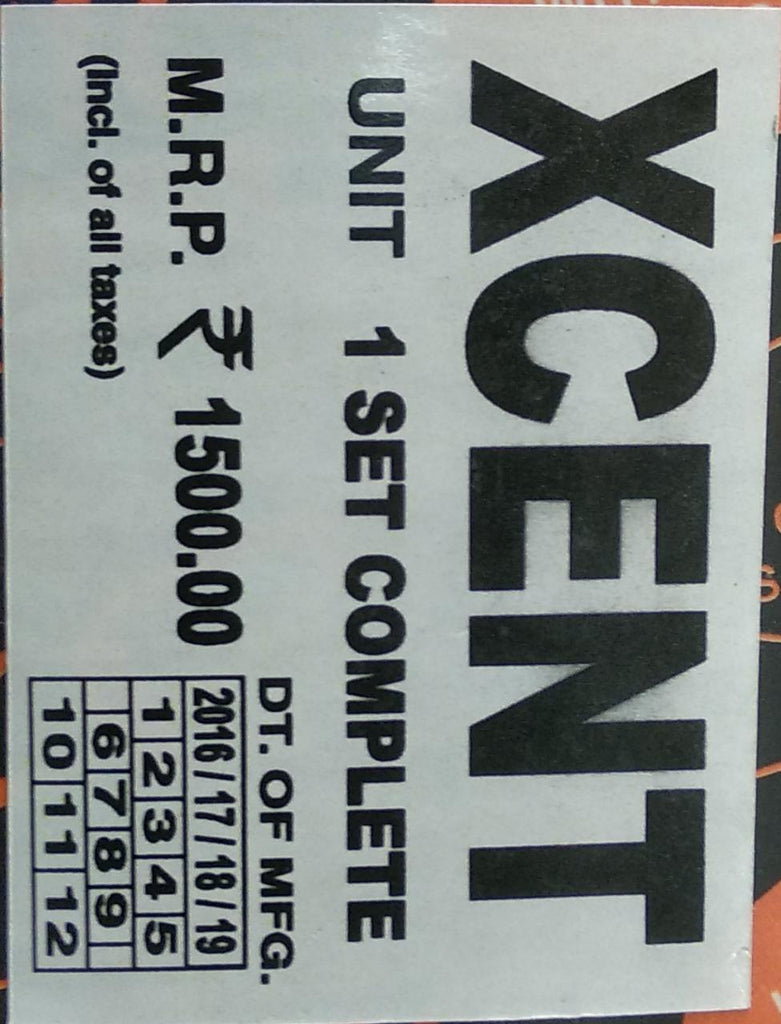 XCENT
UNIT 1 SET COMPLETE
M.R.P. ₹ 1500.00
(Incl. of all taxes)
DT. OF MFG.
2016 / 17 / 18 / 19
1 2 3 4 5
6 7 8 9
10 11 12